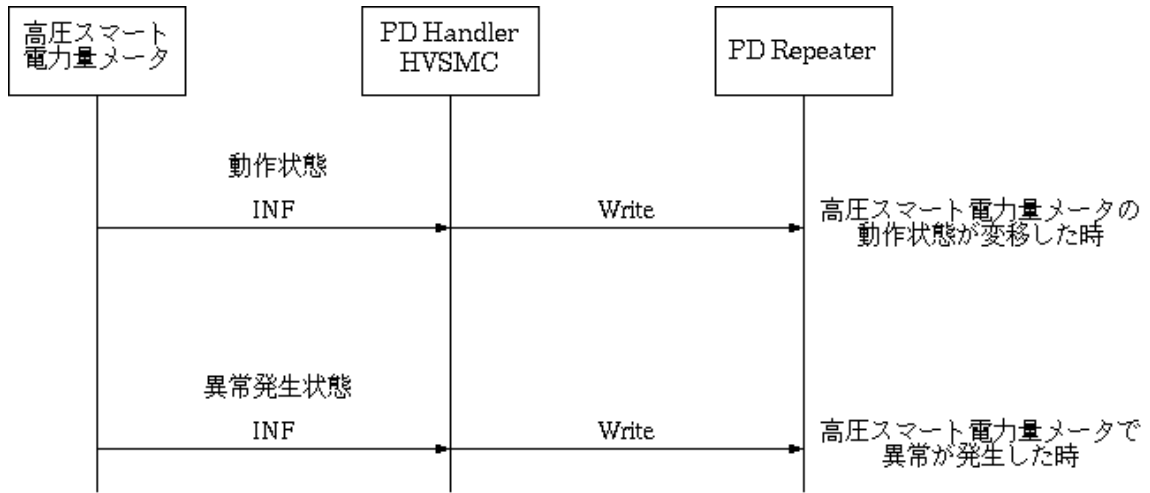 高圧スマート
電力量メータ
PD Handler
HVSMC
PD Repeater
動作状態
INF
Write
高圧スマート電力量メータの
動作状態が変移した時
異常発生状態
INF
Write
高圧スマート電力量メータで
異常が発生した時